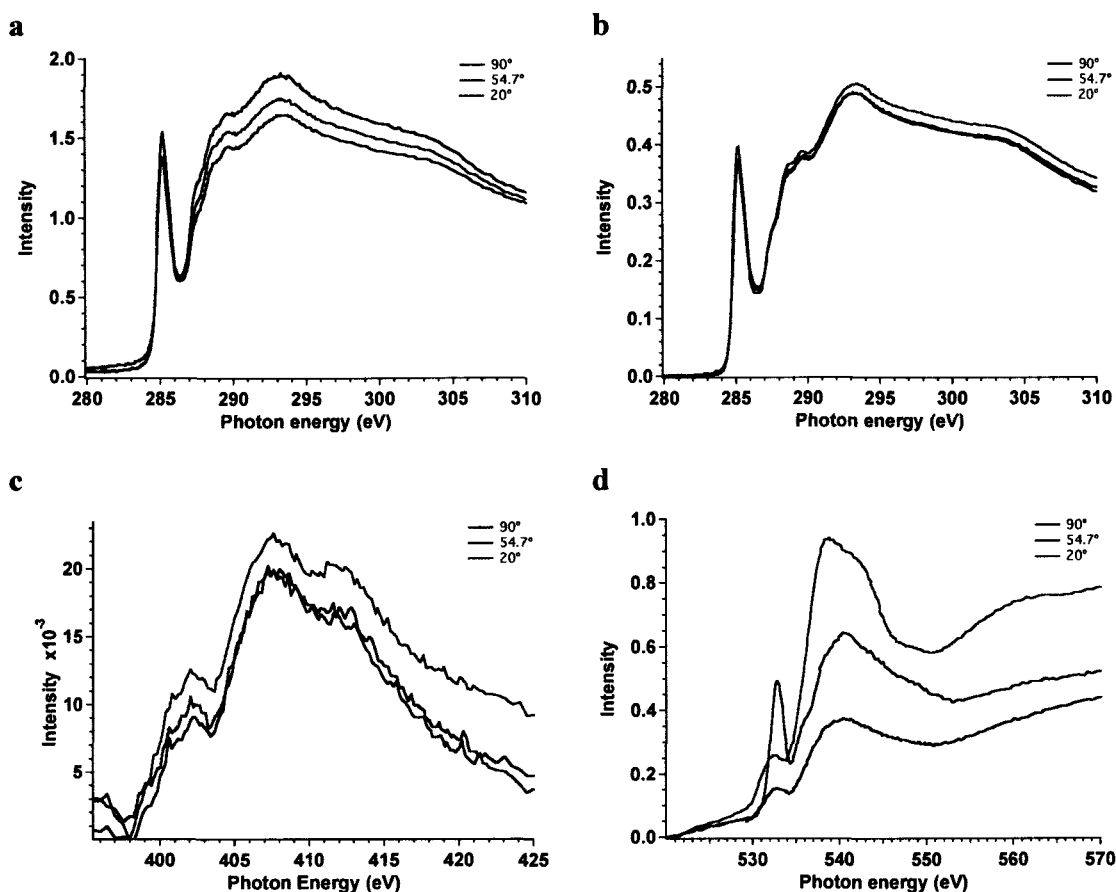 a
2.0
1.5
1.0
0.5
0.0
Intensity
280 285 290 295 300 305 310
Photon energy (eV)
90°
54.7°
20°
b
0.5
0.4
0.3
0.2
0.1
0.0
Intensity
280 285 290 295 300 305 310
Photon energy (eV)
90°
54.7°
20°
c
20
15
10
5
Intensity x10⁻³
400 405 410 415 420 425
Photon Energy (eV)
90°
54.7°
20°
d
1.0
0.8
0.6
0.4
0.2
0.0
Intensity
530 540 550 560 570
Photon energy (eV)
90°
54.7°
20°